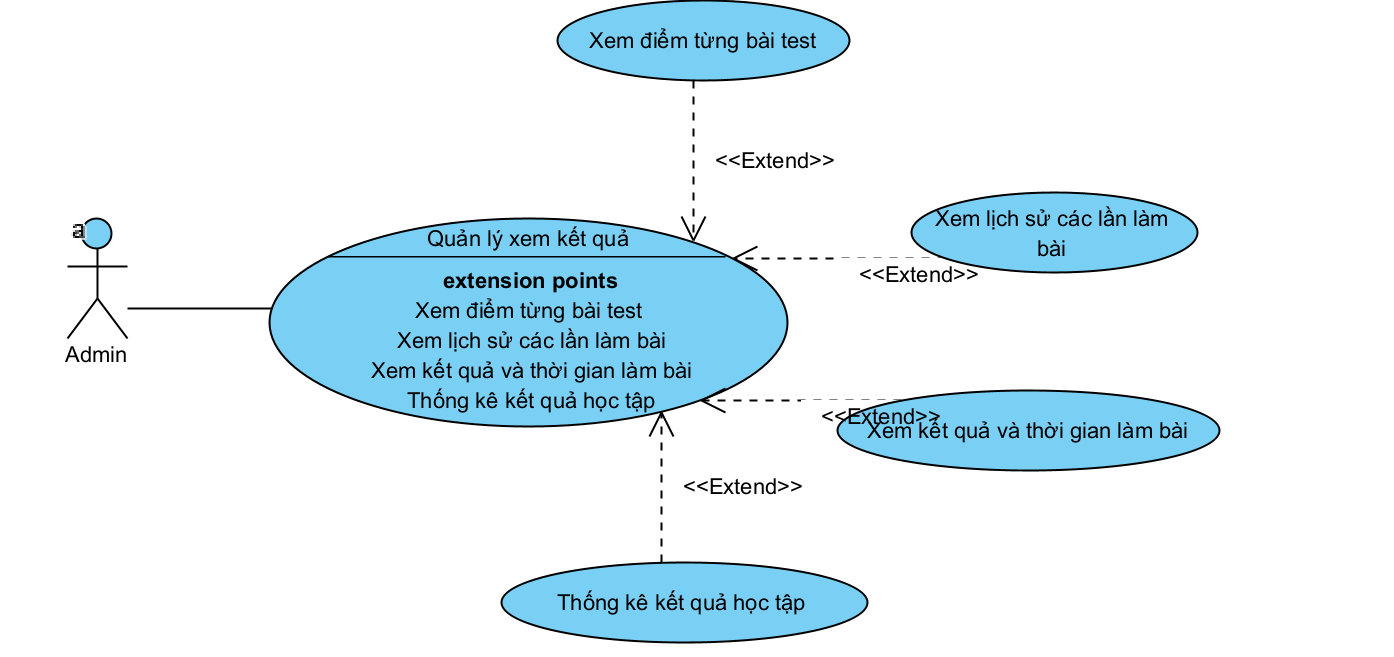 Xem điểm từng bài test
<<Extend>>
Xem lịch sử các lần làm
bài
<<Extend>>
a
Admin
Quản lý xem kết quả
extension points
Xem điểm từng bài test
Xem lịch sử các lần làm bài
Xem kết quả và thời gian làm bài
Thống kê kết quả học tập
<<Extend>>
Xem kết quả và thời gian làm bài
<<Extend>>
Thống kê kết quả học tập